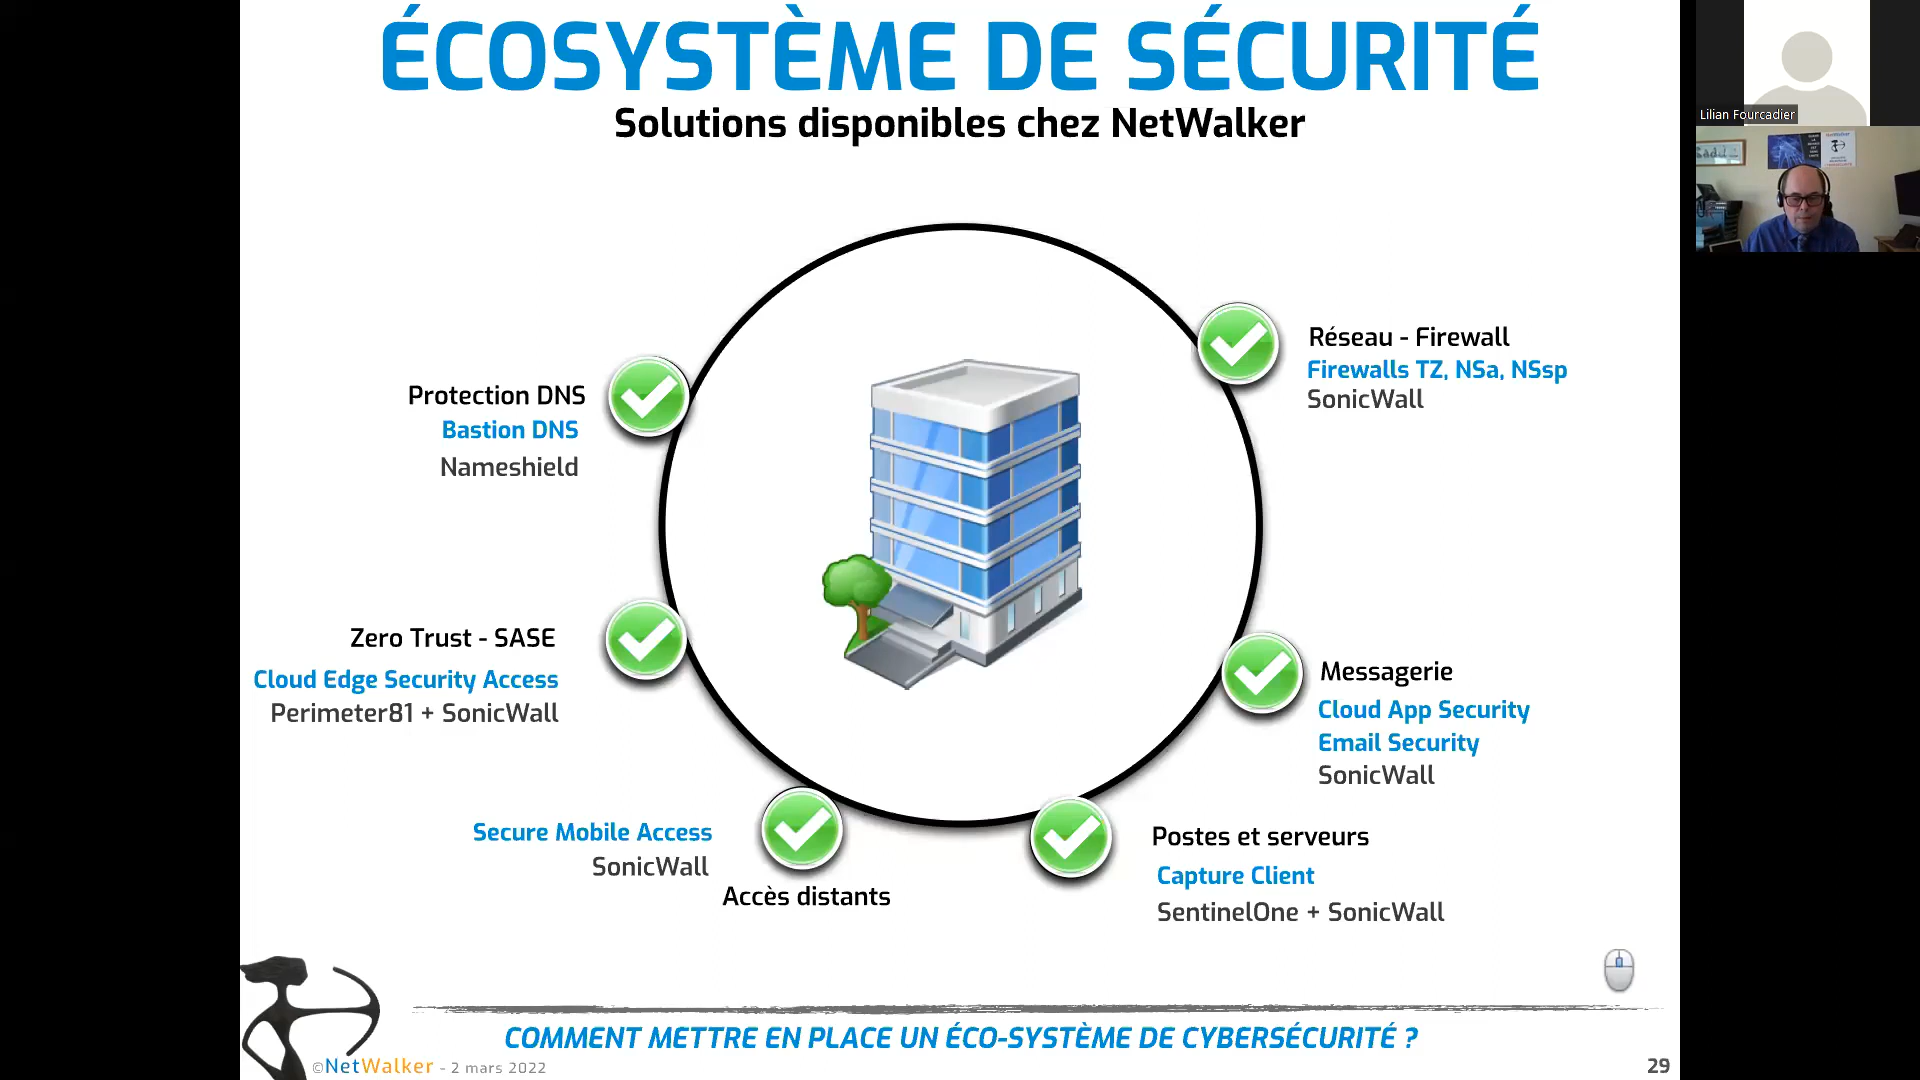 ÉCOSYSTÈME DE SÉCURITÉ
Solutions disponibles chez NetWalker
Lilian Fourcadier
Réseau - Firewall
Firewalls TZ, NSa, NSsp
SonicWall
Protection DNS
Bastion DNS
Nameshield
Zero Trust - SASE
Cloud Edge Security Access
Perimeter81 + SonicWall
Messagerie
Cloud App Security
Email Security
SonicWall
Secure Mobile Access
SonicWall
Accès distants
Postes et serveurs
Capture Client
SentinelOne + SonicWall
COMMENT METTRE EN PLACE UN ÉCO-SYSTÈME DE CYBERSÉCURITÉ ?
©NetWalker - 2 mars 2022
29